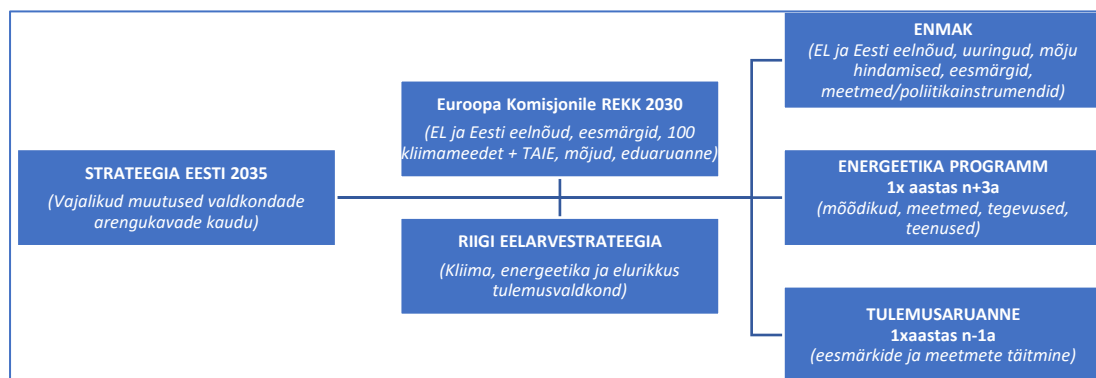 STRATEEGIA EESTI 2035
(Vajalikud muutused valdkondade
arengukavade kaudu)
Euroopa Komisjonile REKK 2030
(EL ja Eesti eelnõud, eesmärgid, 100
kliimameedet + TAIE, mõjud, eduaruanne)
RIIGI EELARVESTRATEEGIA
(Kliima, energeetika ja elurikkus
tulemusvaldkond)
ENMAK
(EL ja Eesti eelnõud, uuringud, mõju
hindamised, eesmärgid,
meetmed/poliitikainstrumendid)
ENERGEETIKA PROGRAMM
1x aastas n+3a
(mõõdikud, meetmed, tegevused,
teenused)
TULEMUSARUANNE
1xaastas n-1a
(eesmärkide ja meetmete täitmine)